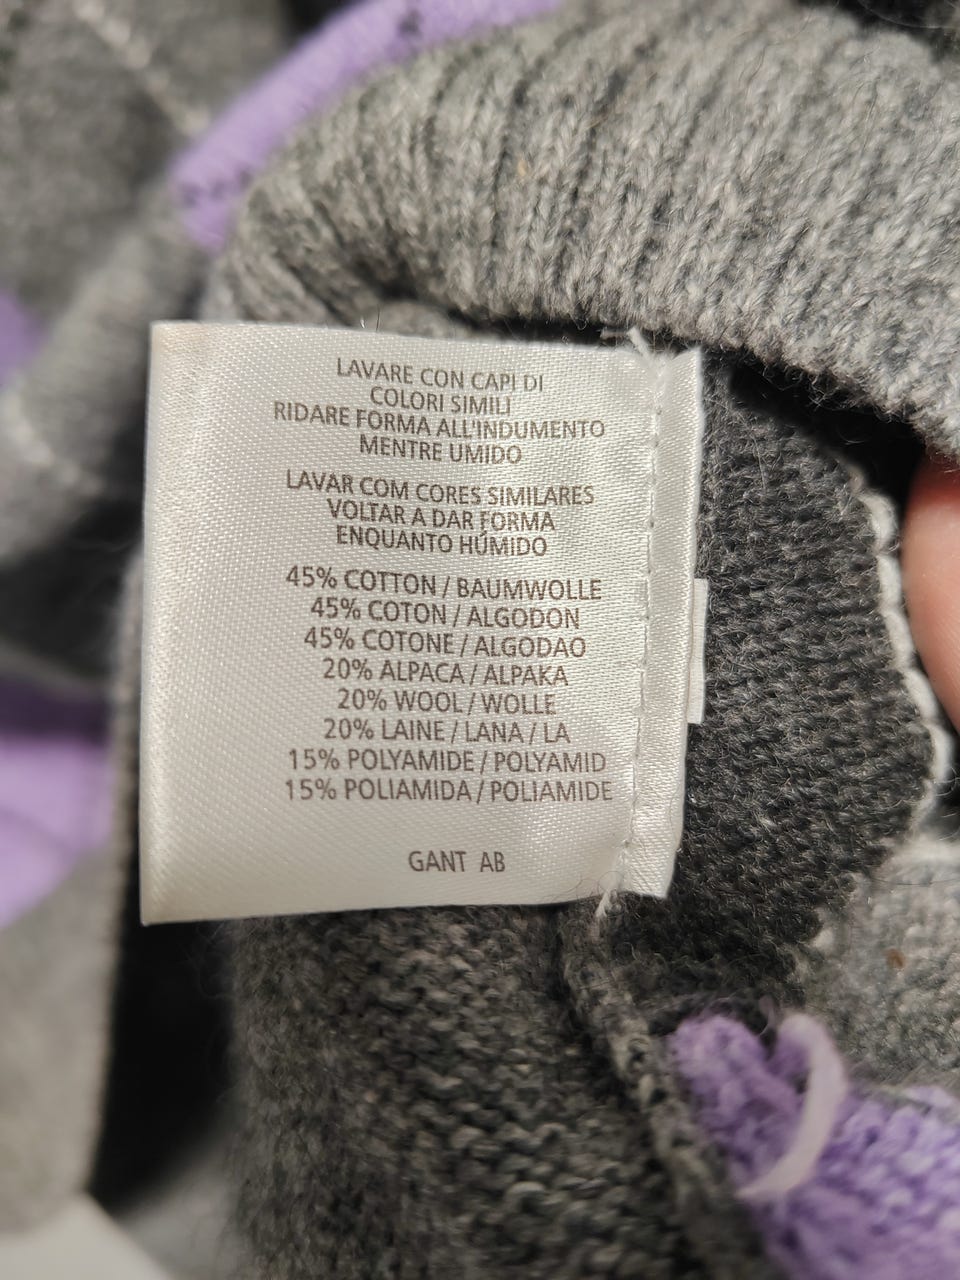 LAVARE CON CAPI DI
COLORI SIMILI
RIDARE FORMA ALL'INDUMENTO
MENTRE UMIDO
LAVAR COM CORES SIMILARES
VOLTAR A DAR FORMA
ENQUANTO HÚMIDO
45% COTTON / BAUMWOLLE
45% COTON / ALGODON
45% COTONE / ALGODAO
20% ALPACA / ALPAKA
20% WOOL / WOLLE
20% LAINE / LANA / LA
15% POLYAMIDE / POLYAMID
15% POLIAMIDA / POLIAMIDE
GANT AB